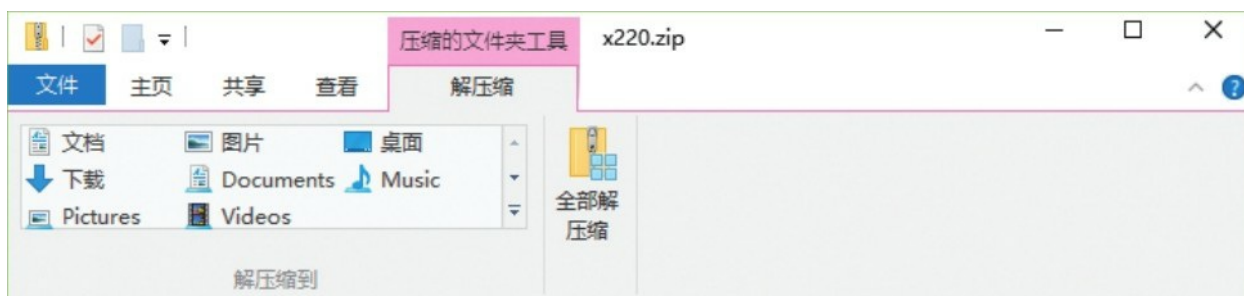 压缩的文件夹工具 x220.zip
文件 主页 共享 查看 解压缩
文档 图片 桌面
下载 Documents Music
Pictures Videos
全部解
压缩
解压缩到